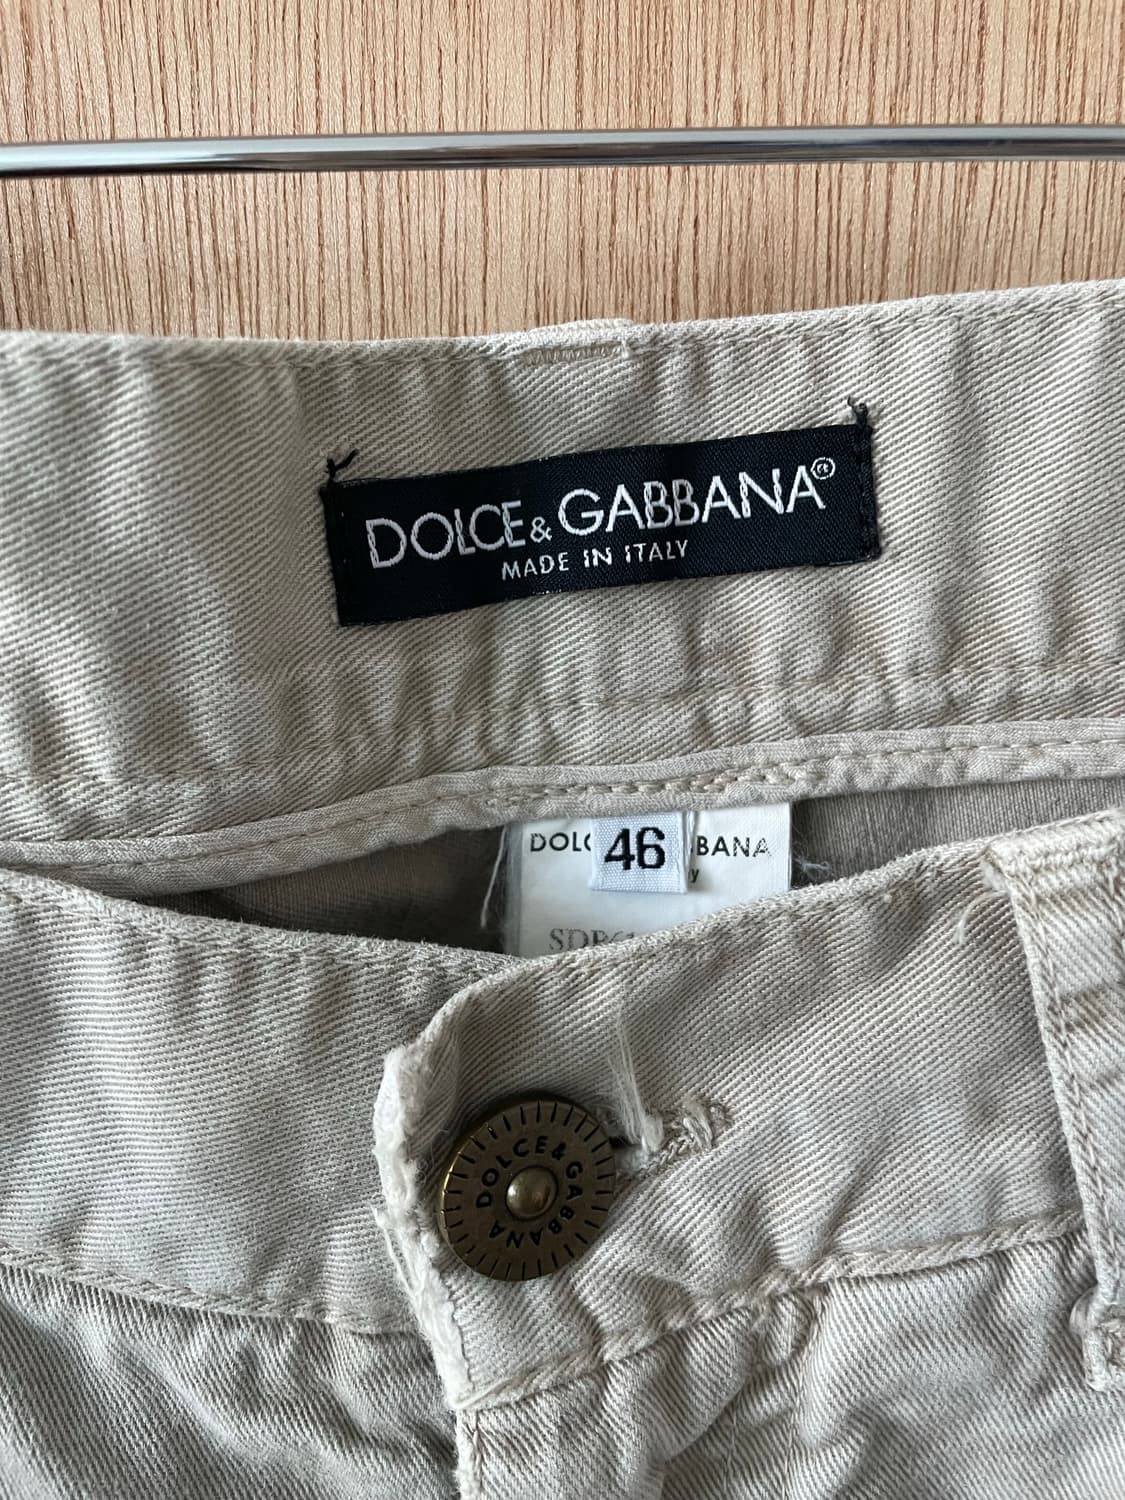 DOLCE & GABBANA®
MADE IN ITALY
46
DOLCE & GABBANA